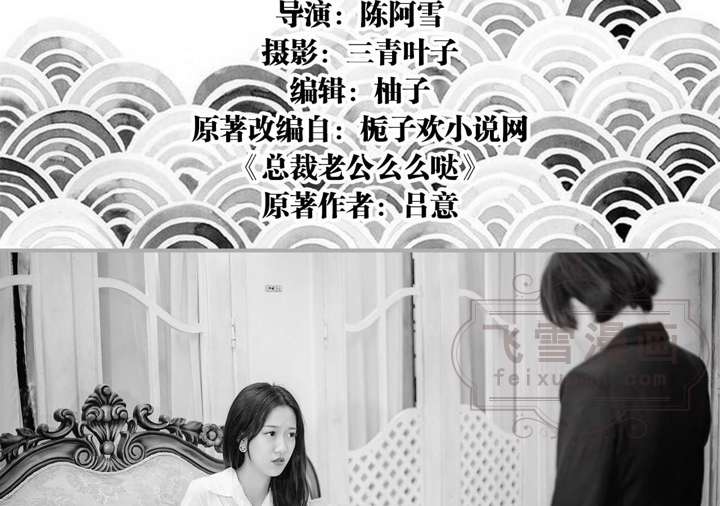 导演：陈阿雪
摄影：三青叶子
编辑：柚子
原著改编自：栀子欢小说网
《总裁老公么么哒》
原著作者：吕意
飞雪漫画